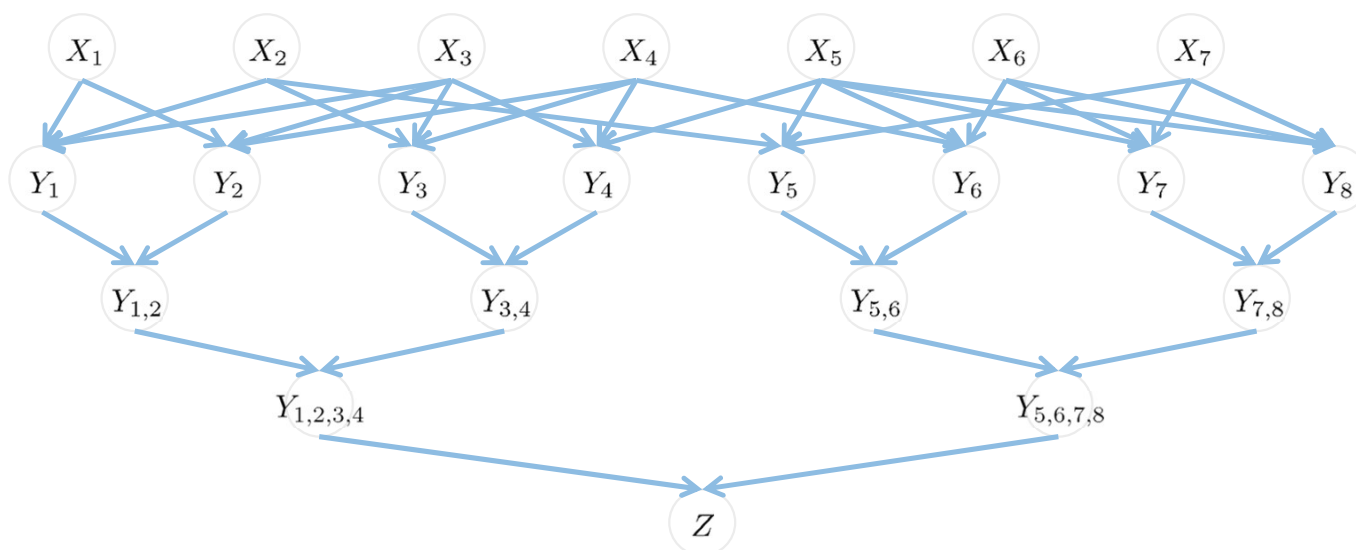 X₁ X₂ X₃ X₄ X₅ X₆ X₇
Y₁ Y₂ Y₃ Y₄ Y₅ Y₆ Y₇ Y₈
Y₁,₂ Y₃,₄ Y₅,₆ Y₇,₈
Y₁,₂,₃,₄ Y₅,₆,₇,₈
Z